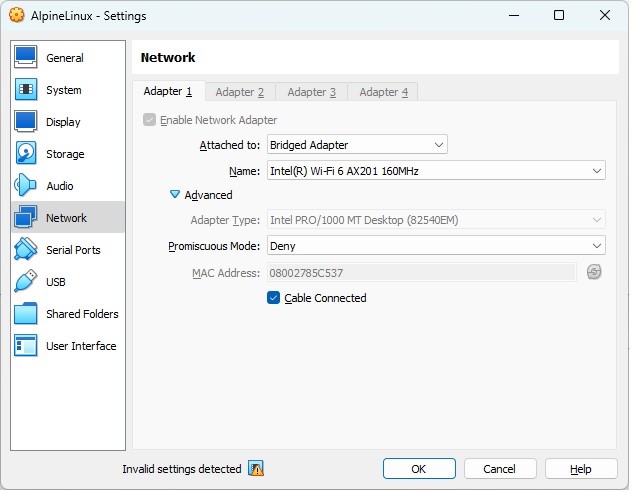 AlpineLinux - Settings
General
System
Display
Storage
Audio
Network
Serial Ports
USB
Shared Folders
User Interface
Network
Adapter 1 Adapter 2 Adapter 3 Adapter 4
Enable Network Adapter
Attached to: Bridged Adapter
Name: Intel(R) Wi-Fi 6 AX201 160MHz
Advanced
Adapter Type: Intel PRO/1000 MT Desktop (82540EM)
Promiscuous Mode: Deny
MAC Address: 08002785C537
Cable Connected
Invalid settings detected OK Cancel Help